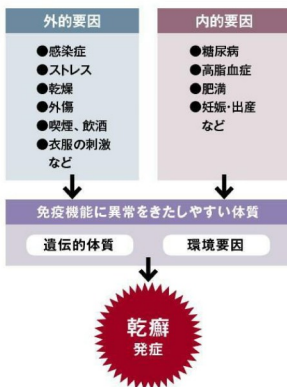 外的要因
●感染症
●ストレス
●乾燥
●外傷
●喫煙、飲酒
●衣服の刺激
など
内的要因
●糖尿病
●高脂血症
●肥満
●妊娠・出産
など
免疫機能に異常をきたしやすい体質
遺伝的体質
環境要因
乾癬
発症